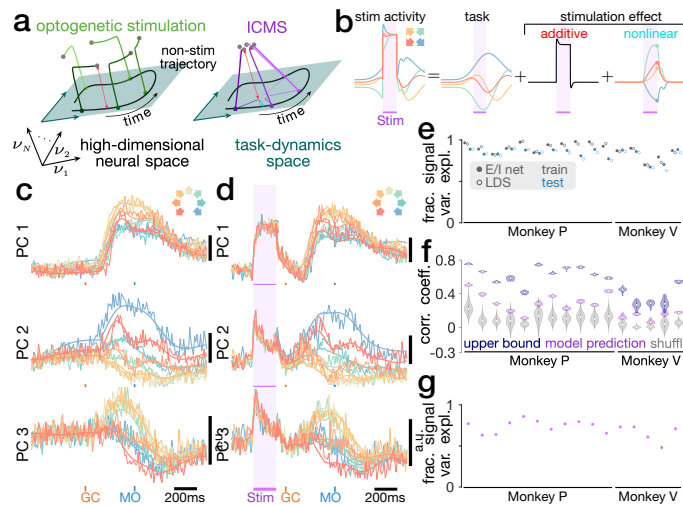 a
optogenetic stimulation
ICMS
non-stim
trajectory
time
time
νN
ν2
ν1
high-dimensional
neural space
task-dynamics
space
b
stim activity
task
stimulation effect
additive
nonlinear
=
+
+
Stim
c
PC 1
PC 2
PC 3
GC
MO
200ms
d
PC 1
PC 2
PC 3
Stim
GC
MO
200ms
a.u.
e
frac. signal
var. expl.
1
0.5
0
E/I net
train
LDS
test
Monkey P
Monkey V
f
corr. coeff.
0.8
0.4
0
-0.3
upper bound
model prediction
shuffl
Monkey P
Monkey V
g
a.u.
frac. signal
var. expl.
1
0.5
0
Monkey P
Monkey V